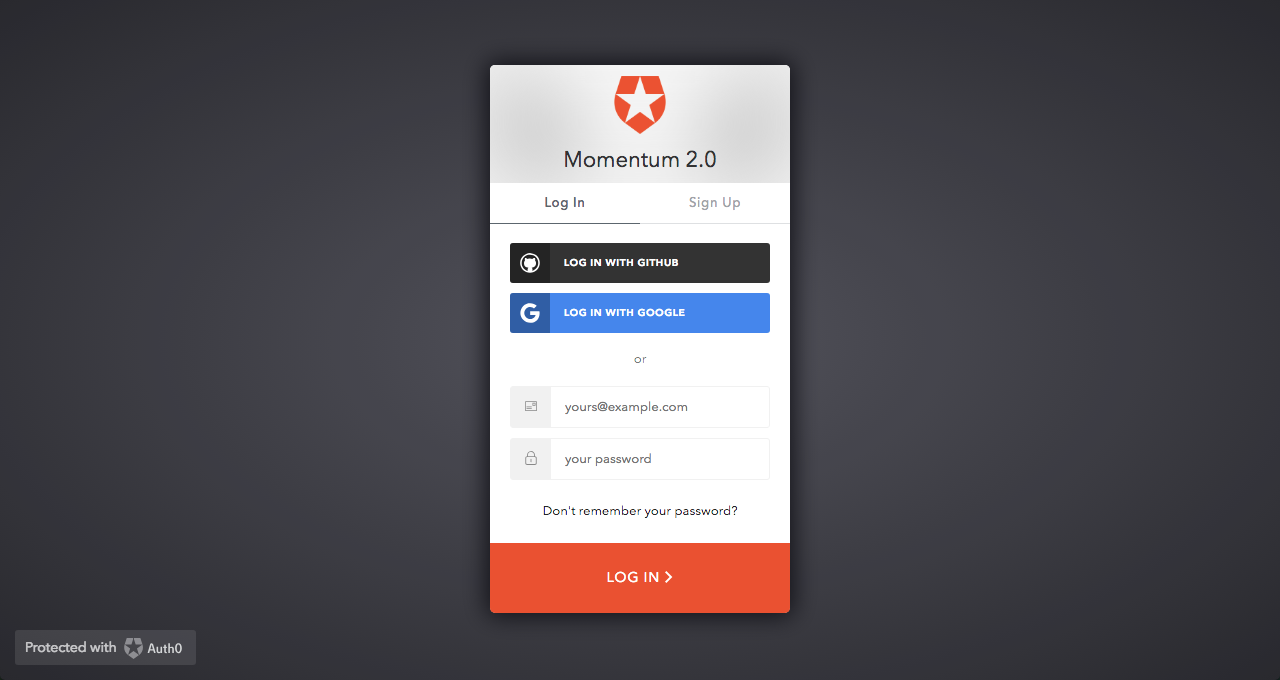 Momentum 2.0
Log In Sign Up
LOG IN WITH GITHUB
G LOG IN WITH GOOGLE
or
yours@example.com
your password
Don't remember your password?
LOG IN
Protected with Auth0